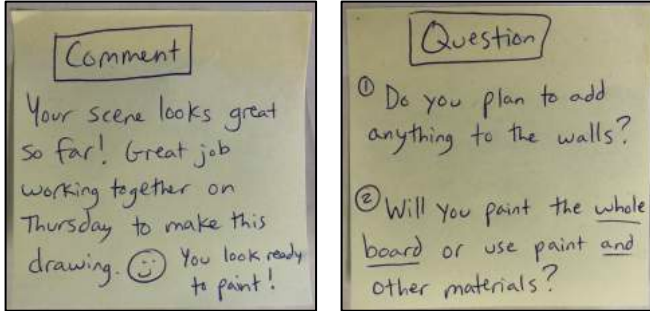 Comment
Your scene looks great
so far! Great job
working together on
Thursday to make this
drawing. You look ready
to paint!
Question
① Do you plan to add
anything to the walls?
② Will you paint the whole
board or use paint and
other materials?